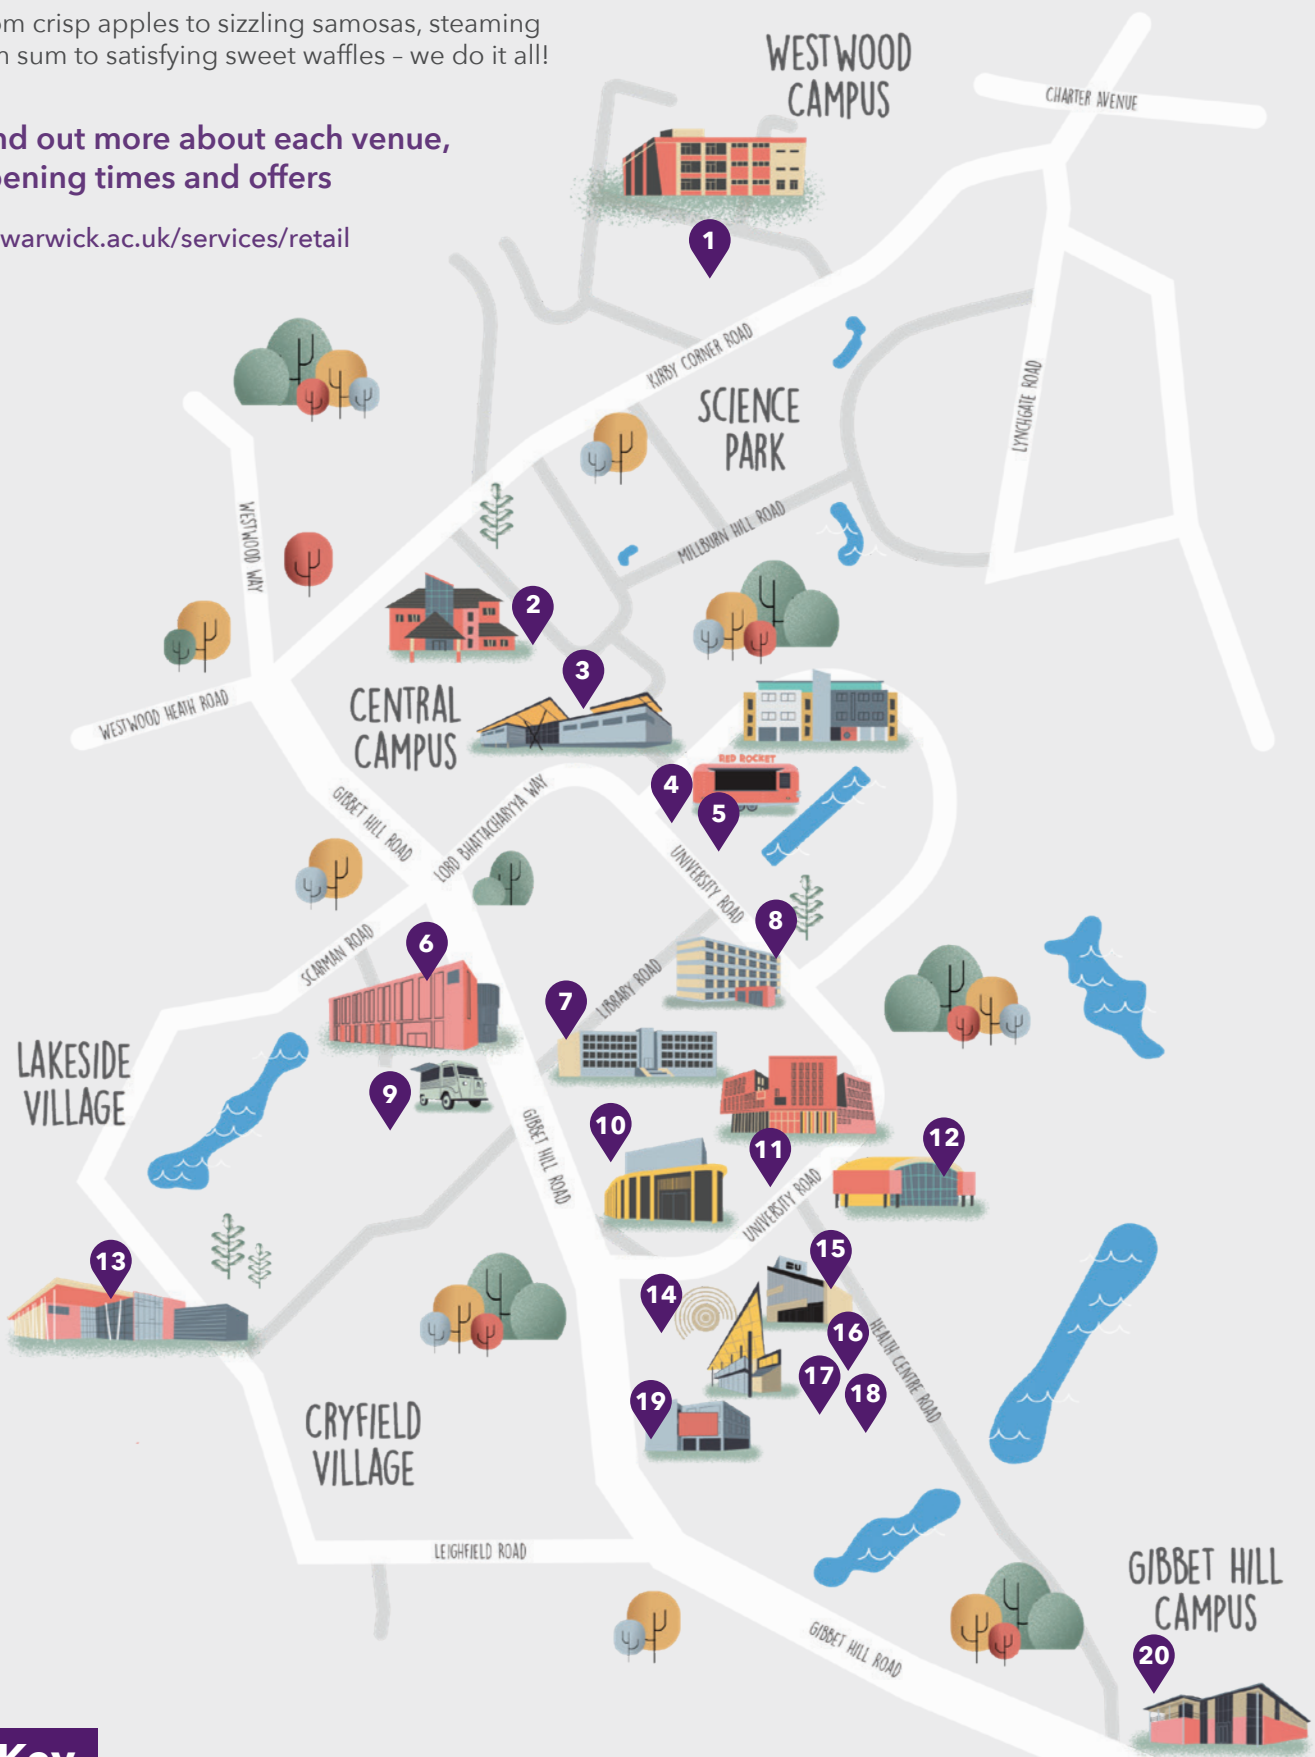 om crisp apples to sizzling samosas, steaming
m sum to satisfying sweet waffles – we do it all!
nd out more about each venue,
pening times and offers
warwick.ac.uk/services/retail
WESTWOOD
CAMPUS
CHARTER AVENUE
1
KIRBY CORNER ROAD
SCIENCE
PARK
LYNCHGATE ROAD
WESTWOOD WAY
MILLBURN HILL ROAD
2
3
WESTWOOD HEATH ROAD
CENTRAL
CAMPUS
RED ROCKET
4
5
GIBBET HILL ROAD
LORD BHATTACHARYYA WAY
UNIVERSITY ROAD
8
6
SCARMAN ROAD
LIBRARY ROAD
7
LAKESIDE
VILLAGE
9
GIBBET HILL ROAD
10
11
12
UNIVERSITY ROAD
13
15
SU
14
16
HEALTH CENTRE ROAD
17
18
19
CRYFIELD
VILLAGE
LEIGHFIELD ROAD
GIBBET HILL
CAMPUS
GIBBET HILL ROAD
20
Key